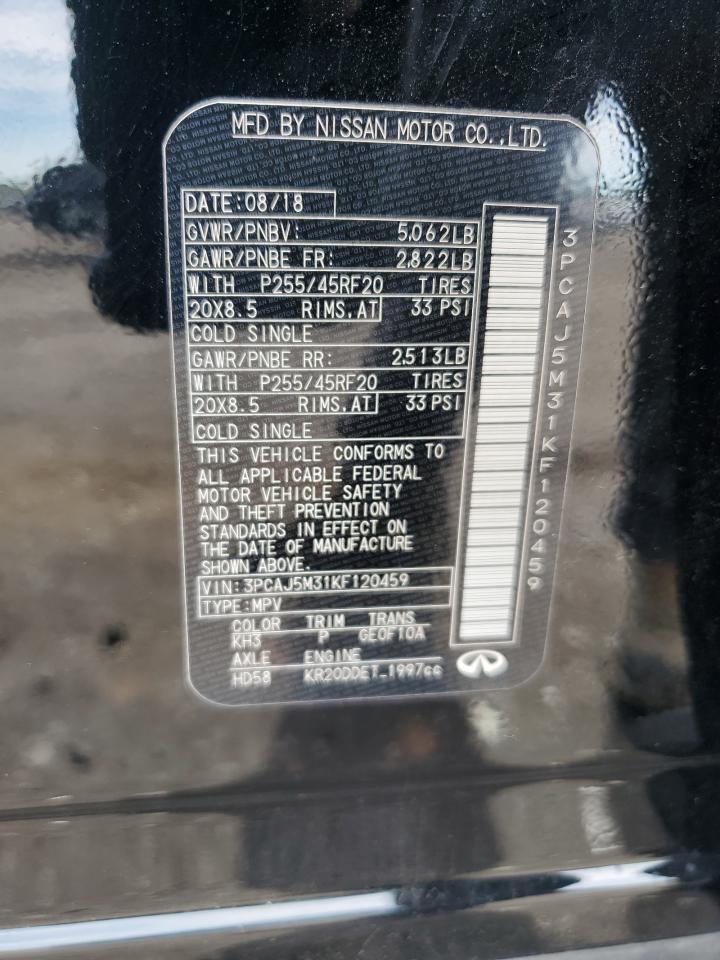 MFD BY NISSAN MOTOR CO.,LTD.
DATE:08/18
GVWR/PNBV: 5,062LB
GAWR/PNBE FR: 2,822LB
WITH P255/45RF20 TIRES
20X8.5 RIMS,AT 33 PSI
COLD SINGLE
GAWR/PNBE RR: 2,513LB
WITH P255/45RF20 TIRES
20X8.5 RIMS,AT 33 PSI
COLD SINGLE
THIS VEHICLE CONFORMS TO
ALL APPLICABLE FEDERAL
MOTOR VEHICLE SAFETY
AND THEFT PREVENTION
STANDARDS IN EFFECT ON
THE DATE OF MANUFACTURE
SHOWN ABOVE.
VIN:3PCAJ5M31KF120459
TYPE:MPV
COLOR TRIM TRANS
KH3 P GE0F10A
AXLE ENGINE
HD58 KR20DDET-1997cc
3PCAJ5M31KF120459